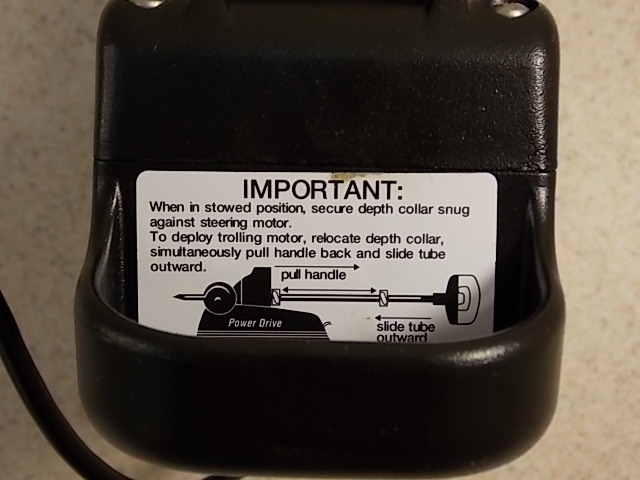 IMPORTANT:
When in stowed position, secure depth collar snug
against steering motor.
To deploy trolling motor, relocate depth collar,
simultaneously pull handle back and slide tube
outward.
pull handle
Power Drive
slide tube
outward